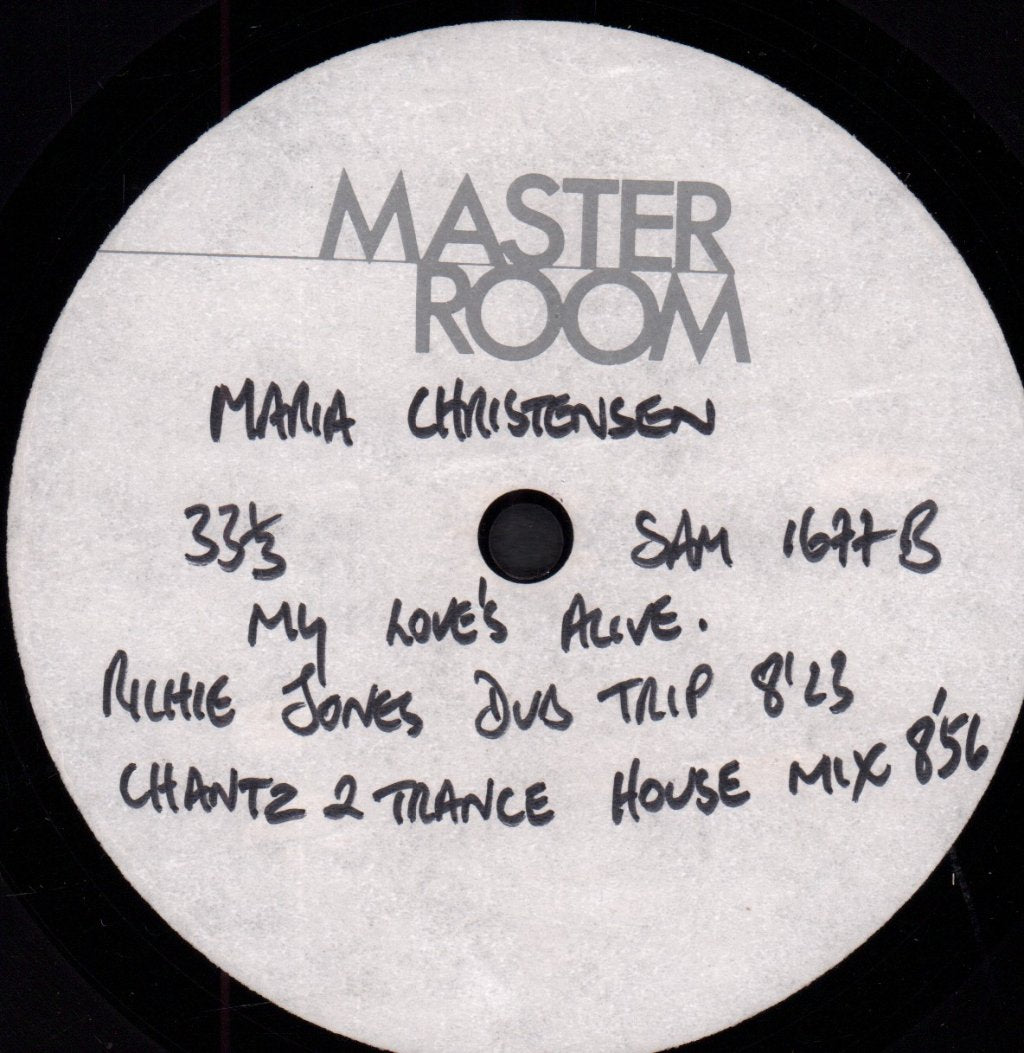 MASTER
ROOM
MARIA CHRISTENSEN
33⅓ SAM 1677-B
MY LOVE'S ALIVE.
RICHIE JONES DUB TRIP 8'23
CHANTZ 2 TRANCE HOUSE MIX 8'56